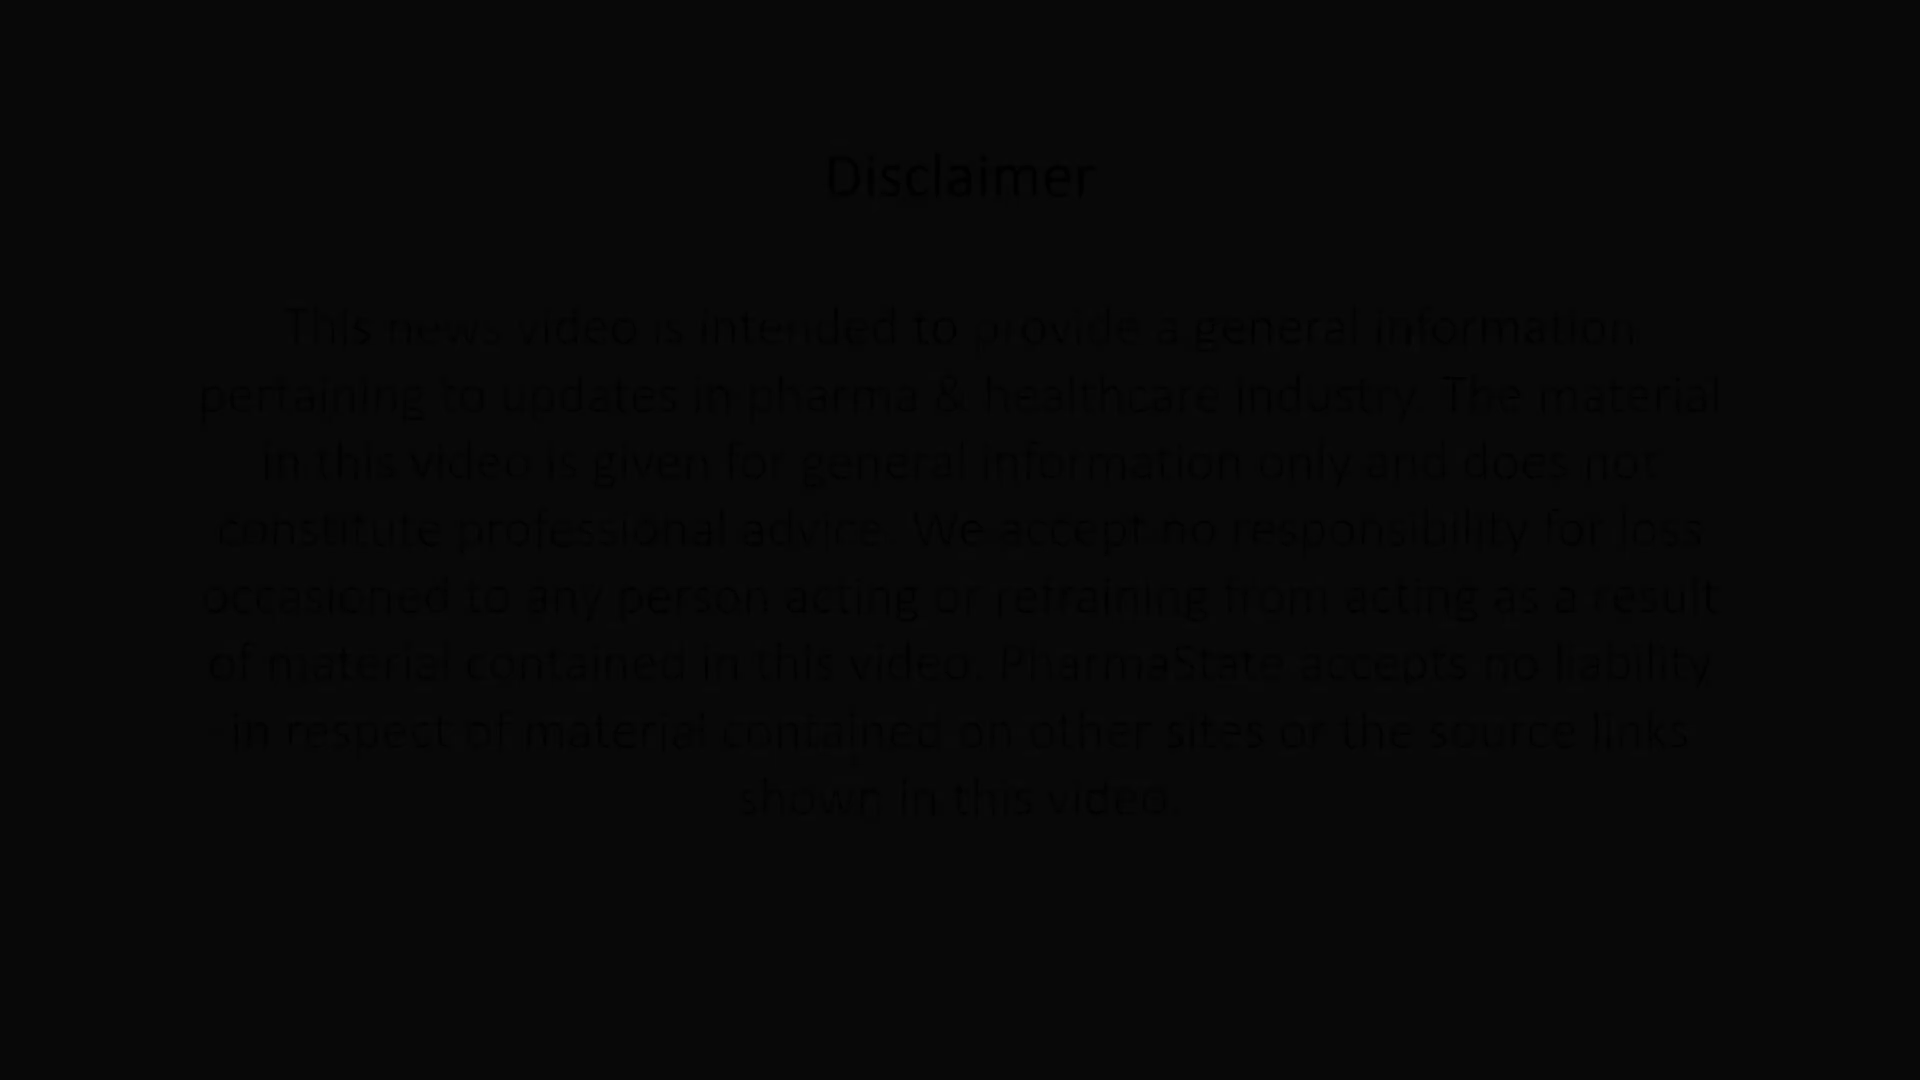 Disclaimer
This news video is intended to provide a general information
pertaining to updates in pharma & healthcare industry. The material
in this video is given for general information only and does not
constitute professional advice. We accept no responsibility for loss
occasioned to any person acting or refraining from acting as a result
of material contained in this video. PharmaState accepts no liability
in respect of material contained on other sites or the source links
shown in this video.